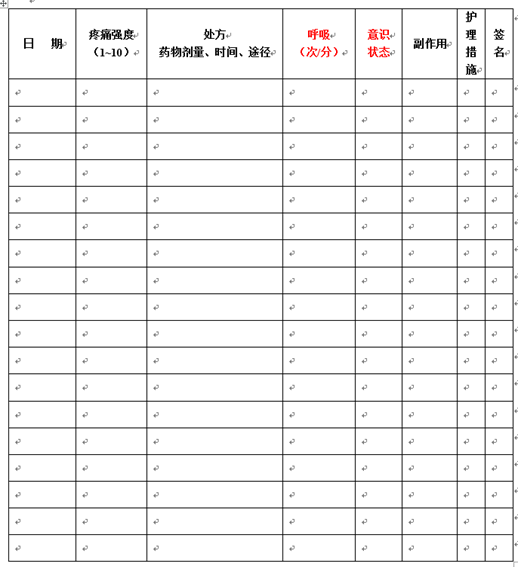 日 期
疼痛强度
（1~10）
处方
药物剂量、时间、途径
呼吸
（次/分）
意识
状态
副作用
护
理
措
施
签
名